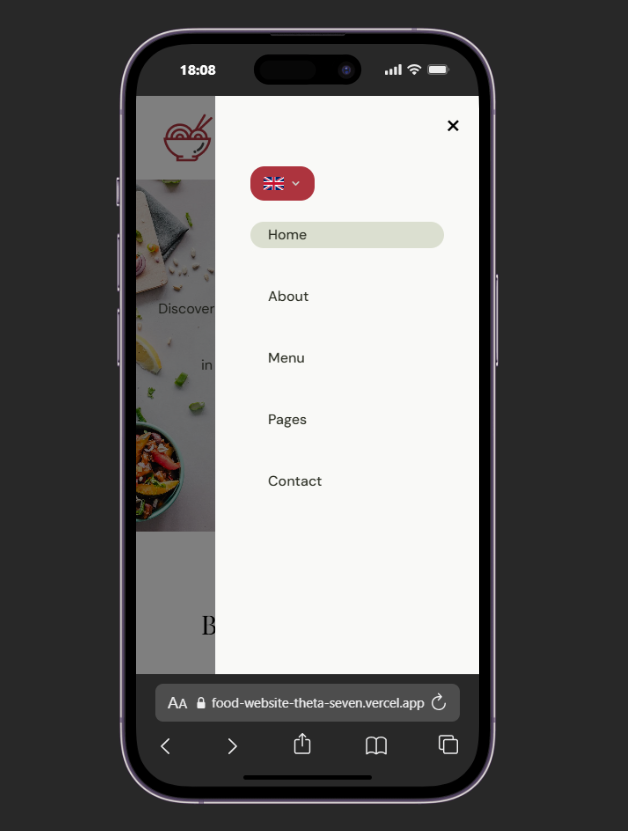 18:08
×
Home
About
Discover
Menu
in
Pages
Contact
B
AA food-website-theta-seven.vercel.app